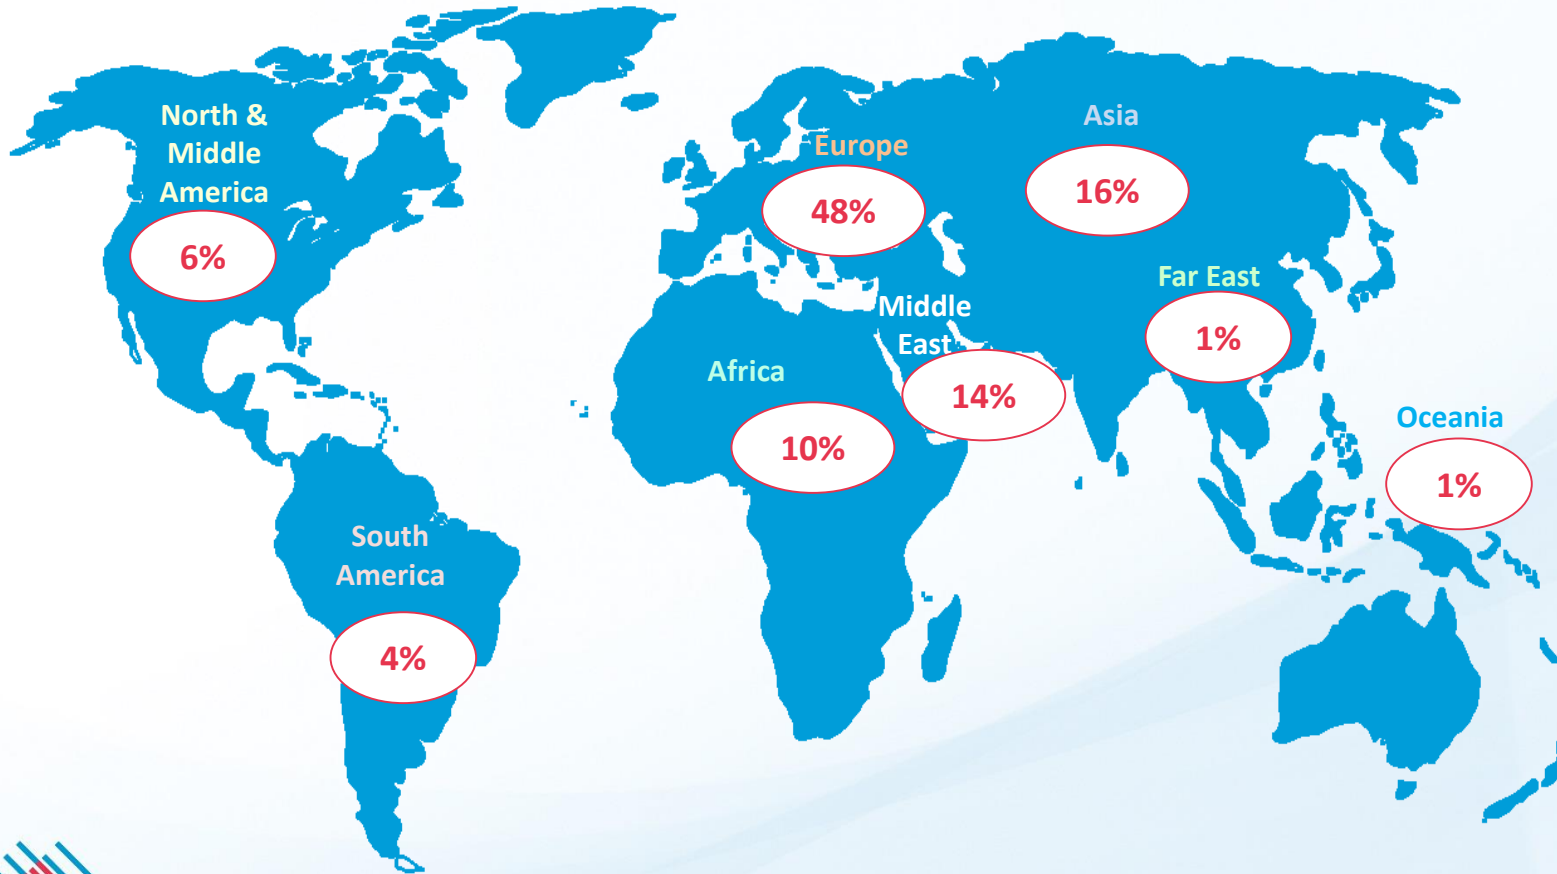 North &
Middle
America
6%
Europe
48%
Asia
16%
Far East
1%
Middle
East
14%
Africa
10%
Oceania
1%
South
America
4%